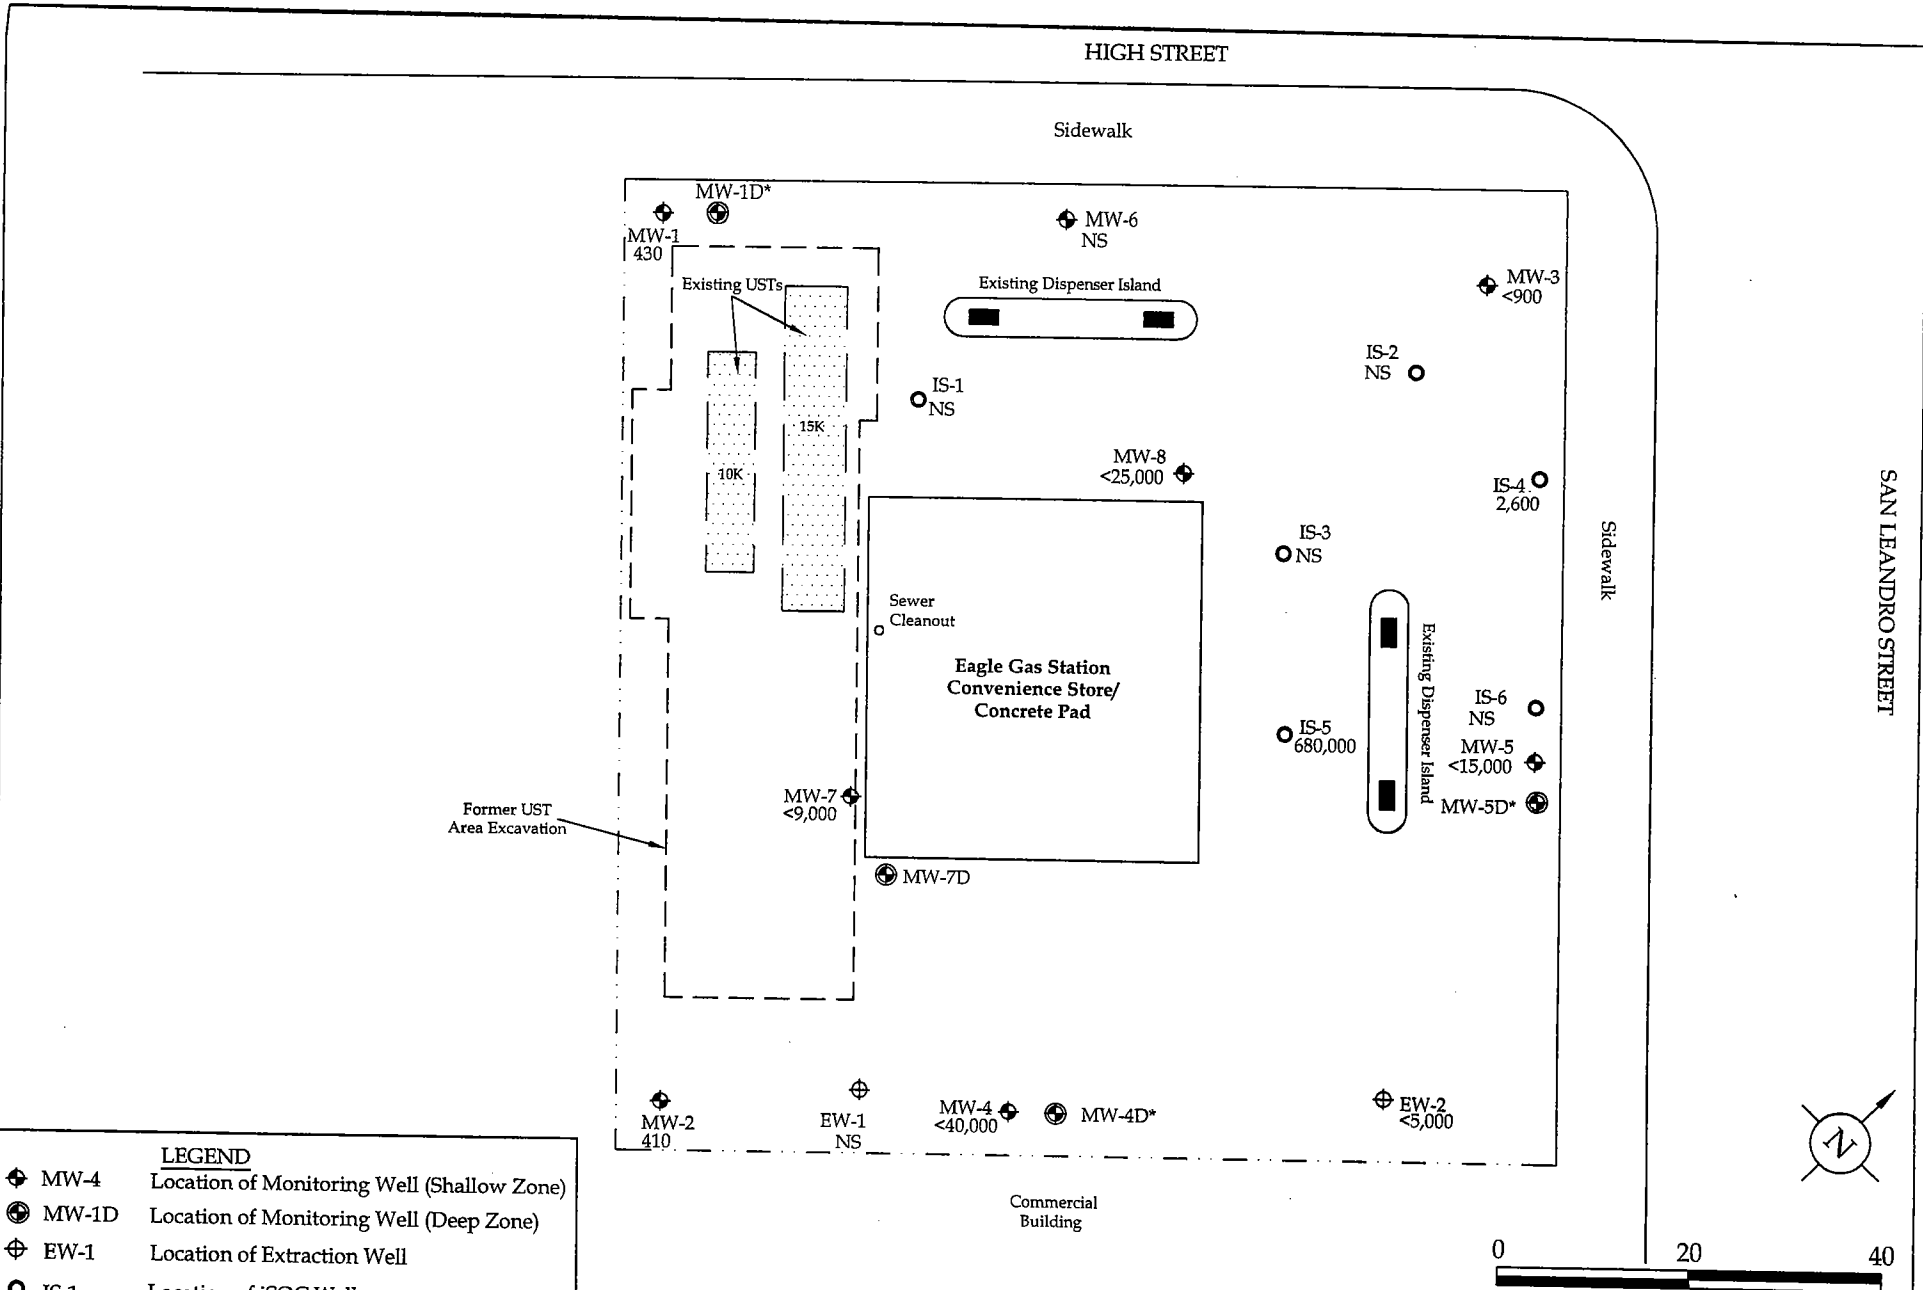 HIGH STREET
Sidewalk
MW-1D*
MW-1
430
MW-6
NS
Existing USTs
Existing Dispenser Island
MW-3
<900
IS-2
NS
IS-1
NS
15K
10K
MW-8
<25,000
IS-4
2,600
IS-3
NS
Sidewalk
SAN LEANDRO STREET
Sewer
Cleanout
Eagle Gas Station
Convenience Store/
Concrete Pad
Existing Dispenser Island
IS-6
NS
IS-5
680,000
MW-5
<15,000
MW-5D*
MW-7
<9,000
Former UST
Area Excavation
MW-7D
MW-2
410
EW-1
NS
MW-4
<40,000
MW-4D*
EW-2
<5,000
N
Commercial
Building
0 20 40
LEGEND
MW-4 Location of Monitoring Well (Shallow Zone)
MW-1D Location of Monitoring Well (Deep Zone)
EW-1 Location of Extraction Well